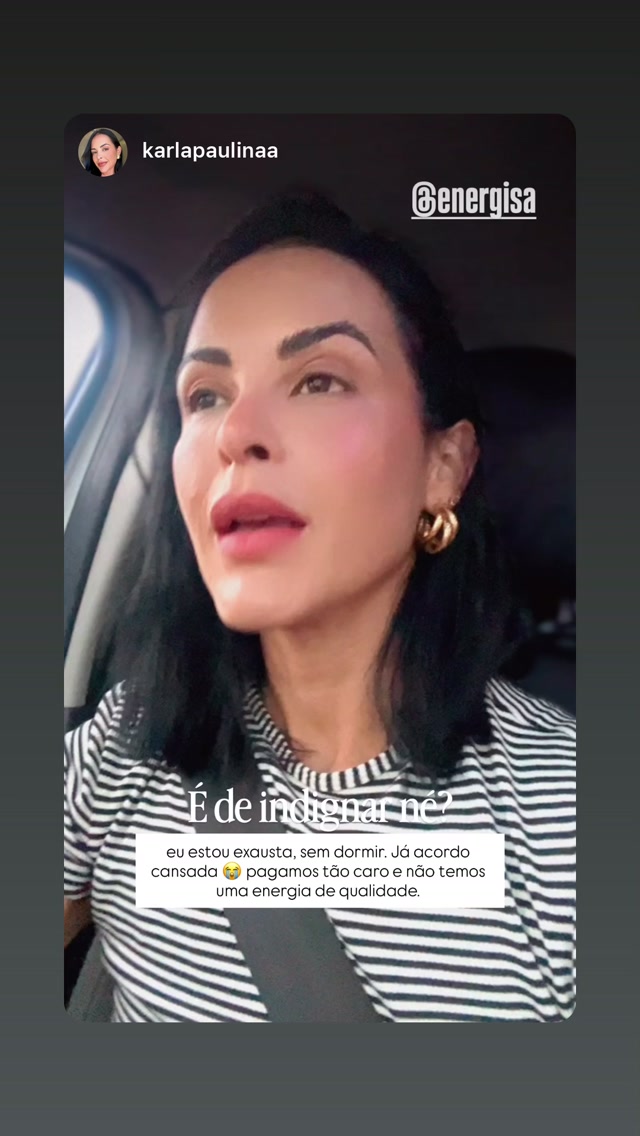 karlapaulinaa
@energisa
É de indignar né?
eu estou exausta, sem dormir. Já acordo
cansada 😭 pagamos tão caro e não temos
uma energia de qualidade.